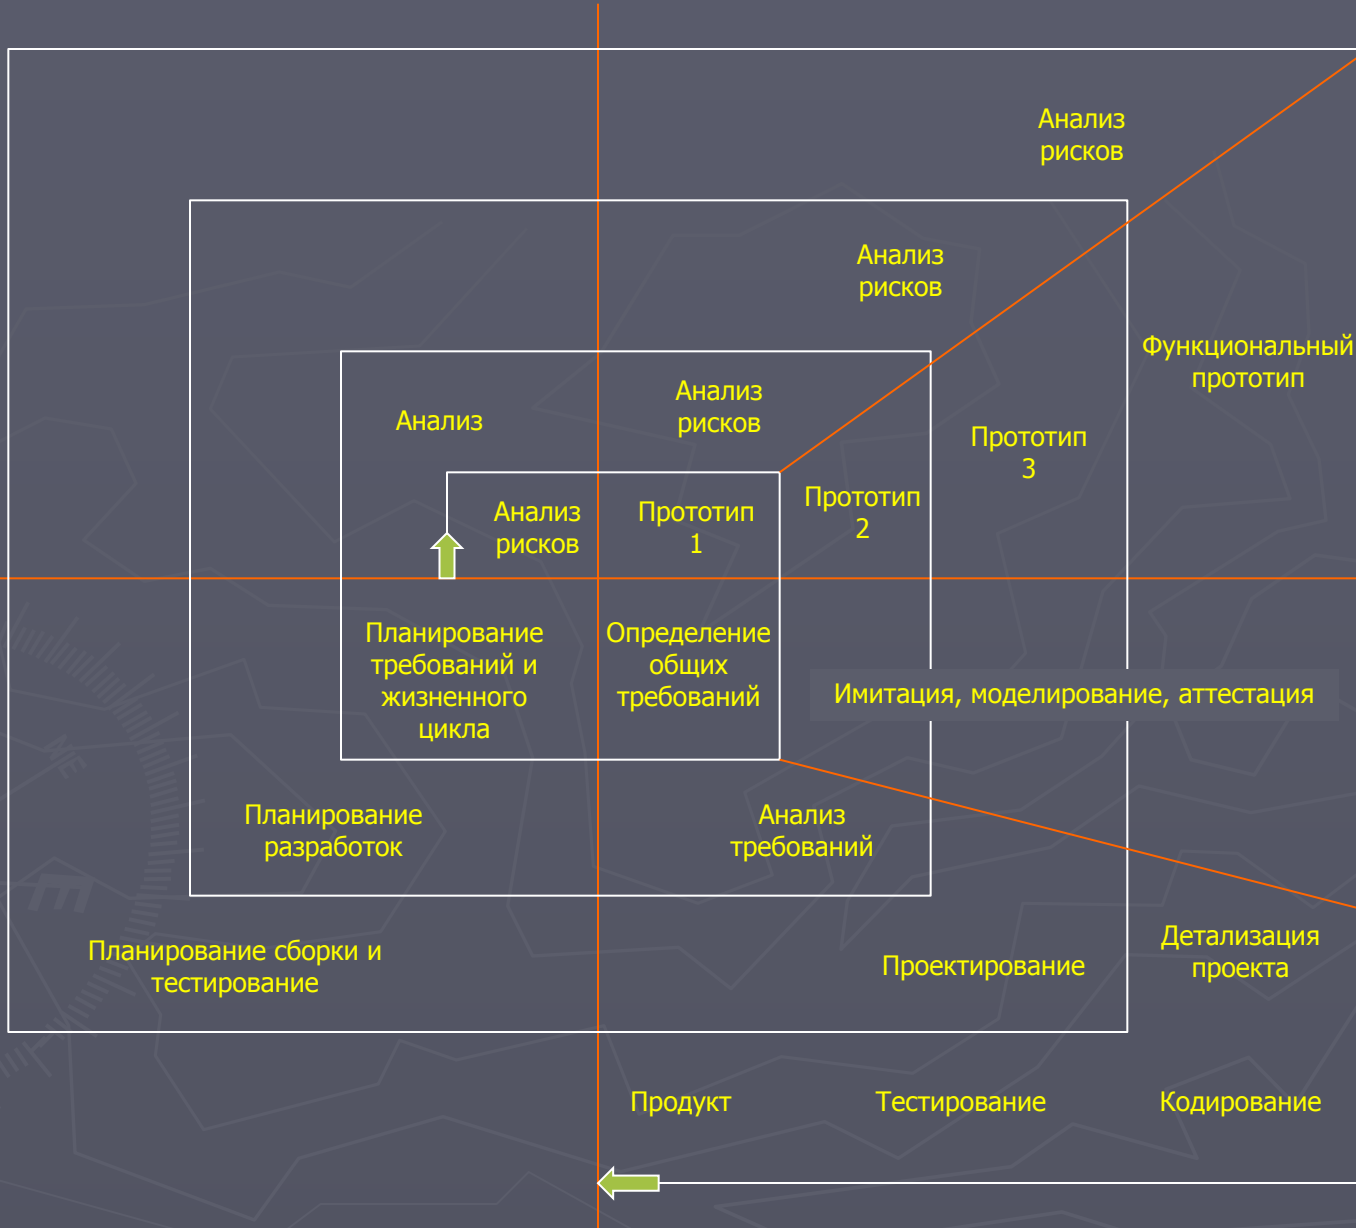 Анализ
рисков
Анализ
рисков
Функциональный
прототип
Анализ
рисков
Анализ
Прототип
3
Прототип
2
Анализ
рисков
Прототип
1
Планирование
требований и
жизненного
цикла
Определение
общих
требований
Имитация, моделирование, аттестация
Планирование
разработок
Анализ
требований
Планирование сборки и
тестирование
Проектирование
Детализация
проекта
Продукт
Тестирование
Кодирование
NE
E